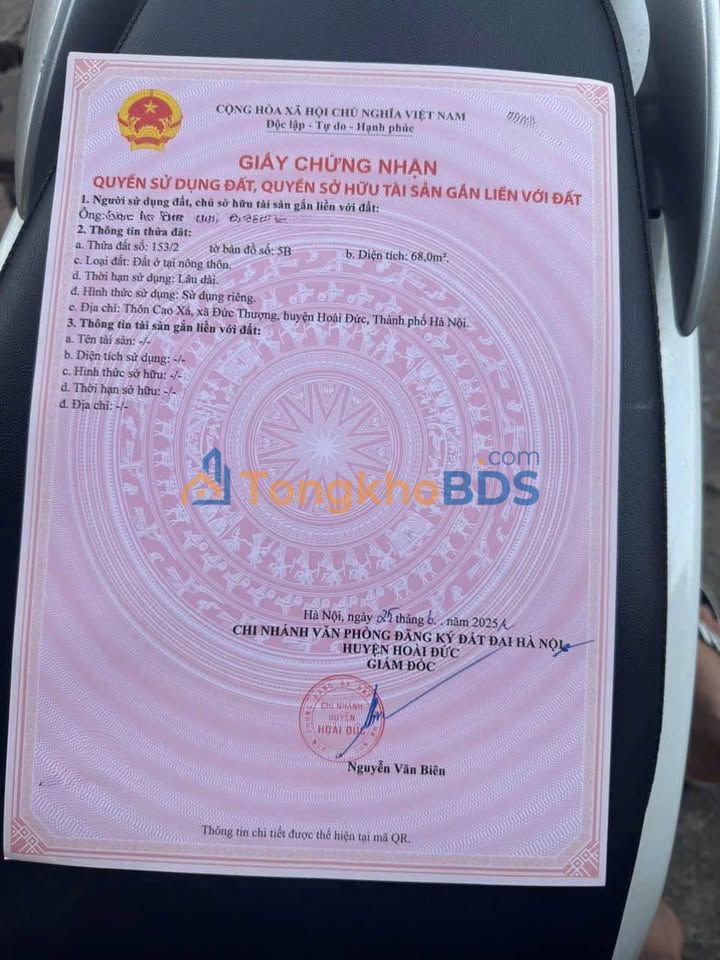 CỘNG HÒA XÃ HỘI CHỦ NGHĨA VIỆT NAM
Độc lập - Tự do - Hạnh phúc
GIẤY CHỨNG NHẬN
QUYỀN SỬ DỤNG ĐẤT, QUYỀN SỞ HỮU TÀI SẢN GẮN LIỀN VỚI ĐẤT
1. Người sử dụng đất, chủ sở hữu tài sản gắn liền với đất:
Ông:
2. Thông tin thửa đất:
a. Thửa đất số: 153/2 tờ bản đồ số: 5B b. Diện tích: 68,0m².
c. Loại đất: Đất ở tại nông thôn.
d. Thời hạn sử dụng: Lâu dài.
đ. Hình thức sử dụng: Sử dụng riêng.
e. Địa chỉ: Thôn Cao Xá, xã Đức Thượng, huyện Hoài Đức, Thành phố Hà Nội.
3. Thông tin tài sản gắn liền với đất:
a. Tên tài sản: -/-
b. Diện tích sử dụng: -/-
c. Hình thức sở hữu: -/-
d. Thời hạn sở hữu: -/-
đ. Địa chỉ: -/-
TongkhoBDS.com
Hà Nội, ngày 25 tháng 6.. năm 2025
CHI NHÁNH VĂN PHÒNG ĐĂNG KÝ ĐẤT ĐAI HÀ NỘI
HUYỆN HOÀI ĐỨC
GIÁM ĐỐC
CHI NHÁNH
HUYỆN
HOÀI ĐỨC
Nguyễn Văn Biên
Thông tin chi tiết được thể hiện tại mã QR.